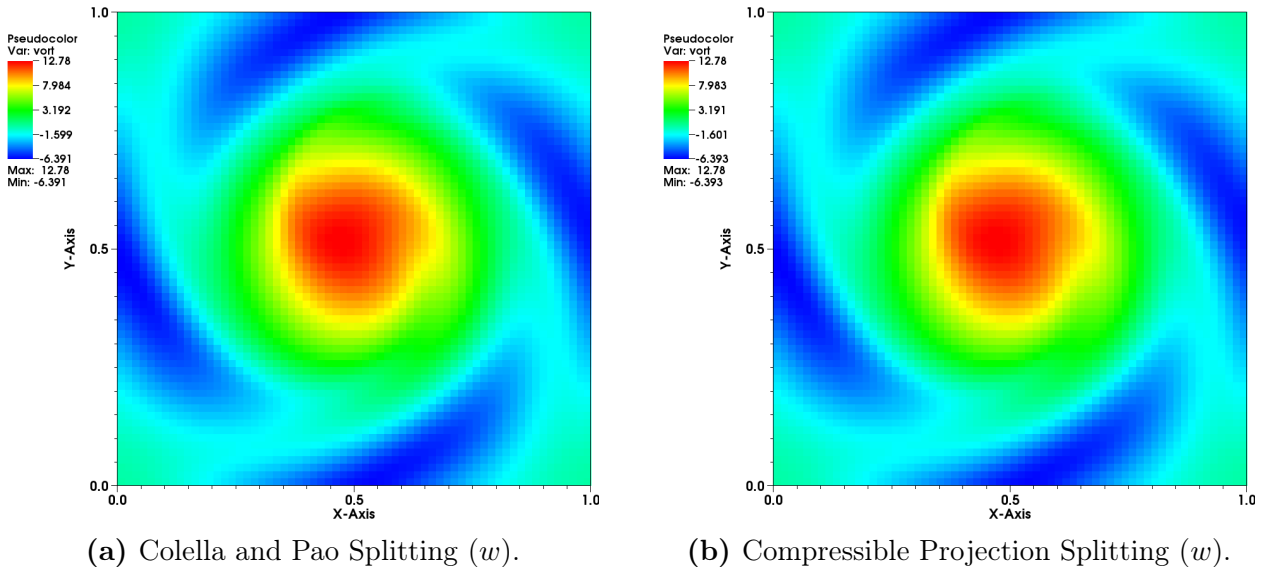 Pseudocolor
Var: vort
12.78
7.984
3.192
-1.599
-6.391
Max: 12.78
Min: -6.391
1.0
0.5
0.0
Y-Axis
0.0 0.5 1.0
X-Axis
(a) Colella and Pao Splitting (w).
Pseudocolor
Var: vort
12.78
7.983
3.191
-1.601
-6.393
Max: 12.78
Min: -6.393
1.0
0.5
0.0
Y-Axis
0.0 0.5 1.0
X-Axis
(b) Compressible Projection Splitting (w).